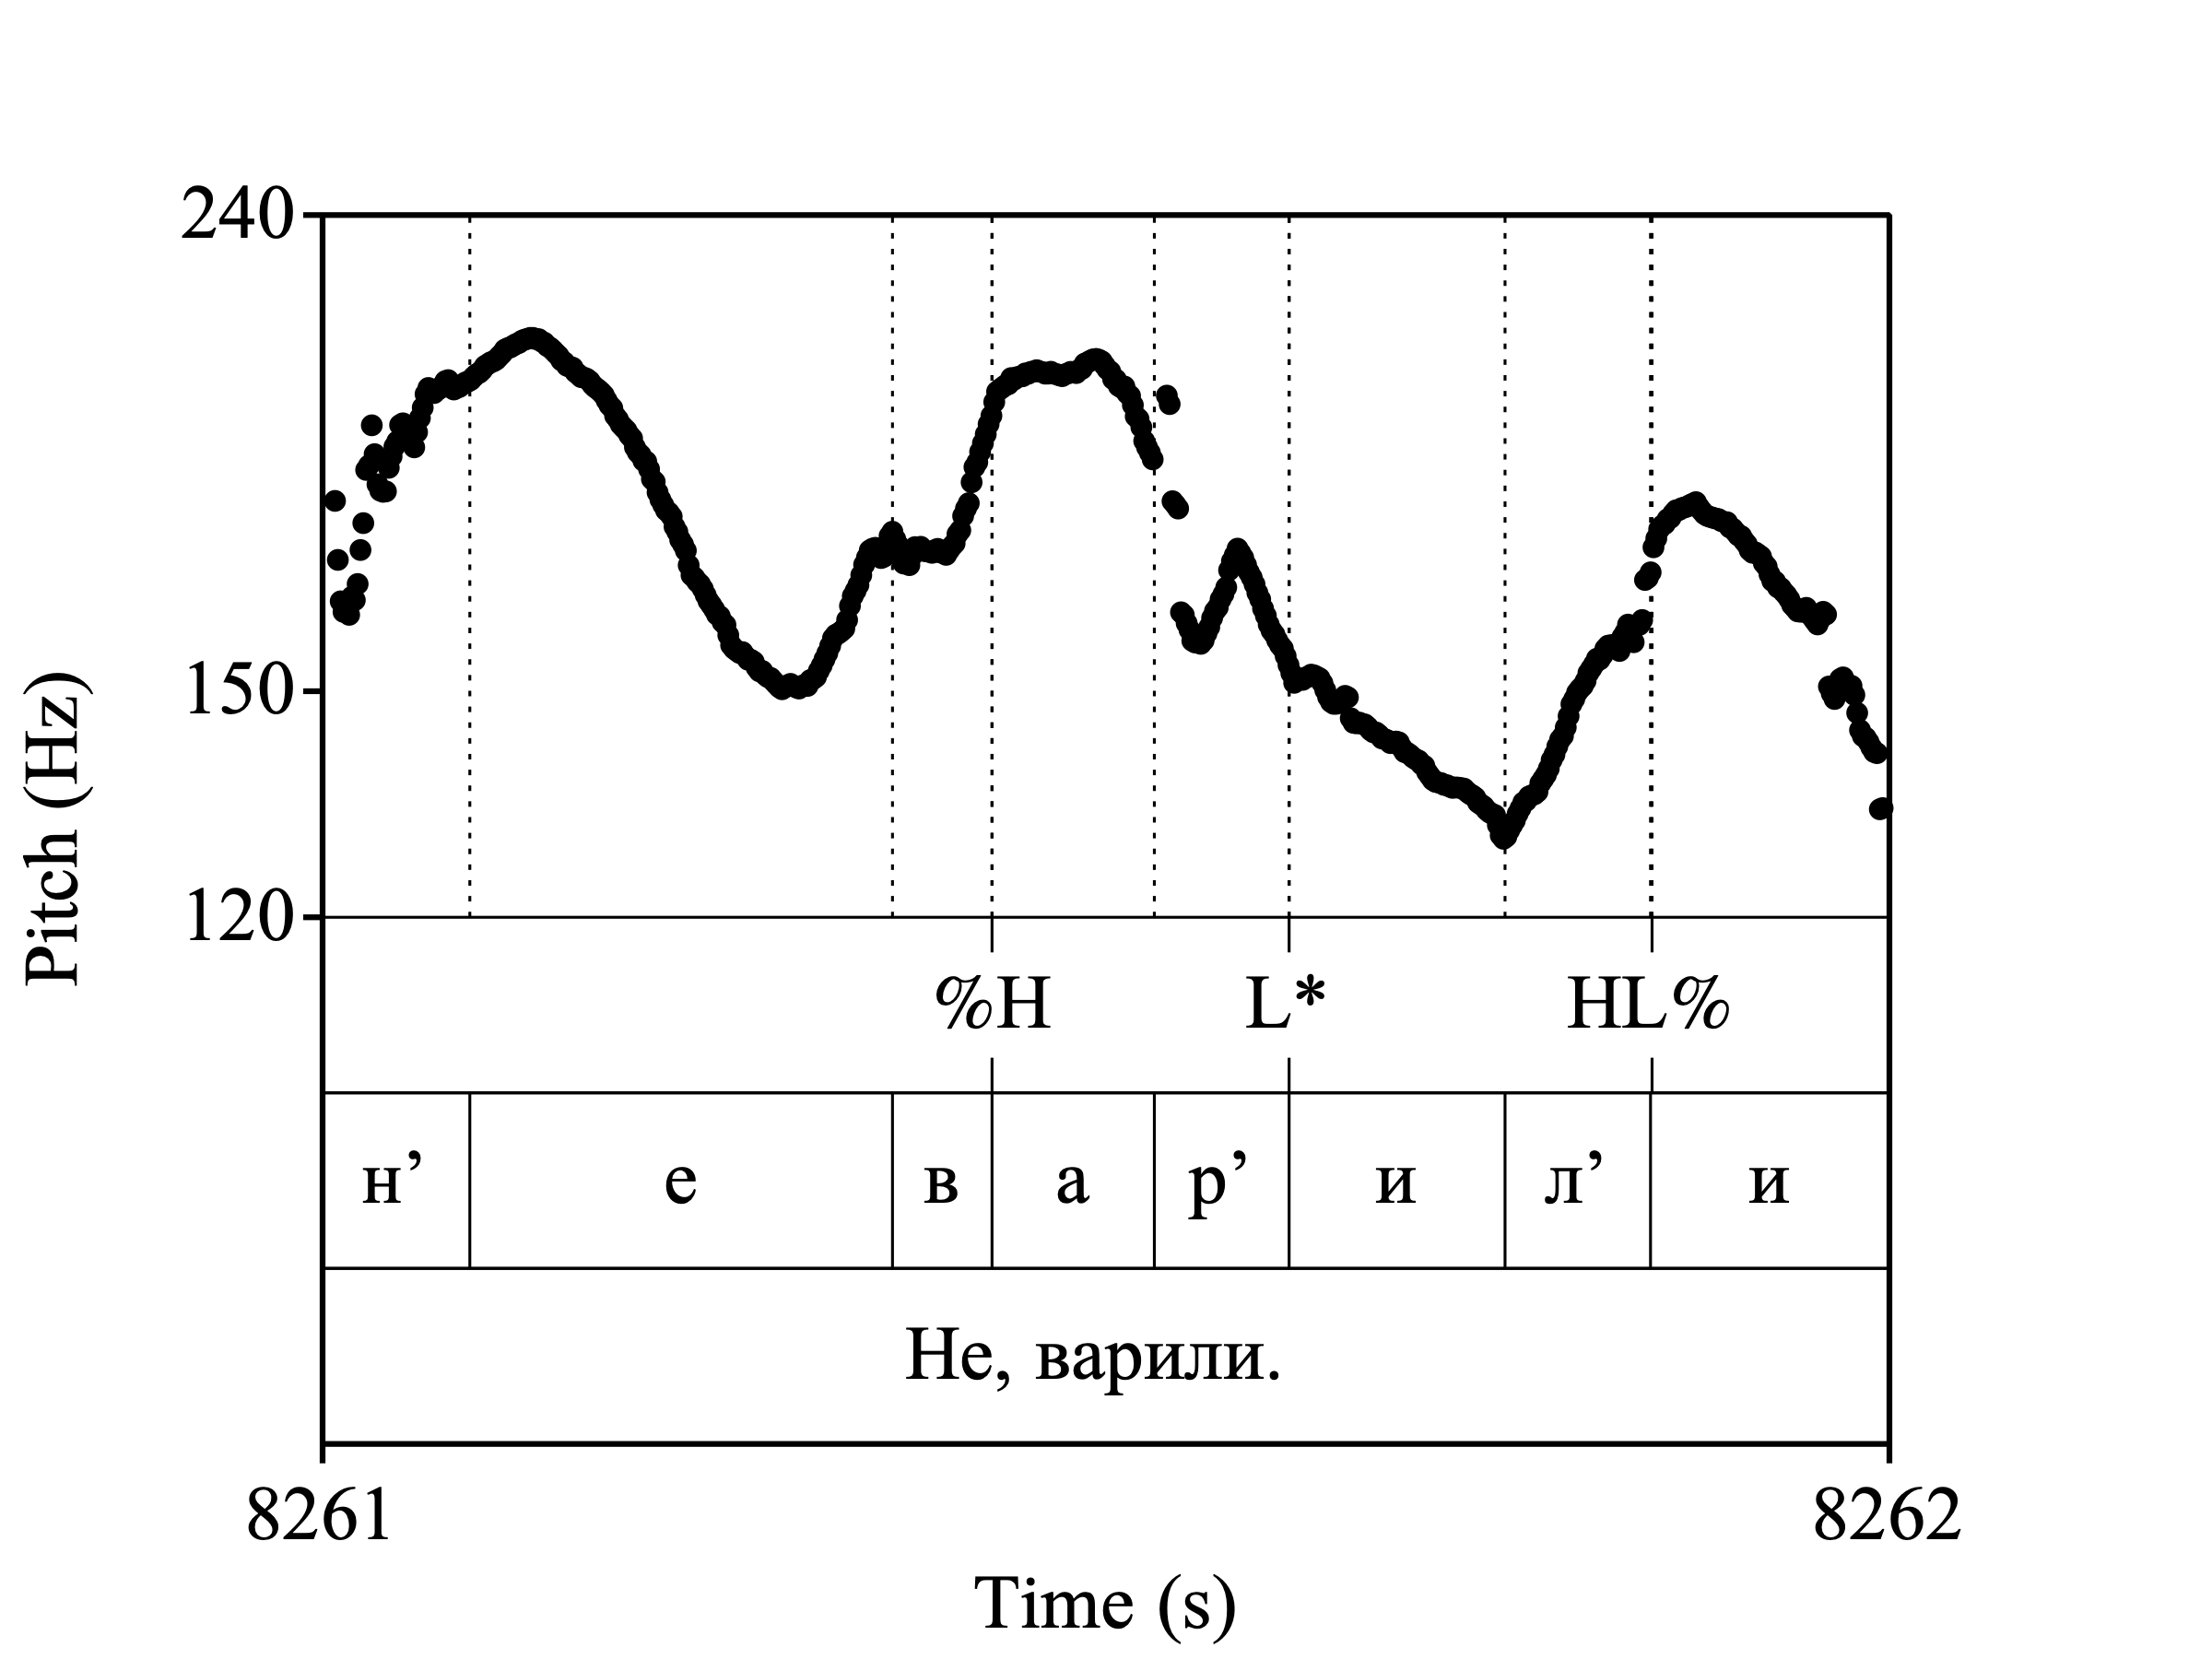 240
150
120
Pitch (Hz)
%H L* HL%
н’ е в а р’ и л’ и
Не, варили.
8261 8262
Time (s)